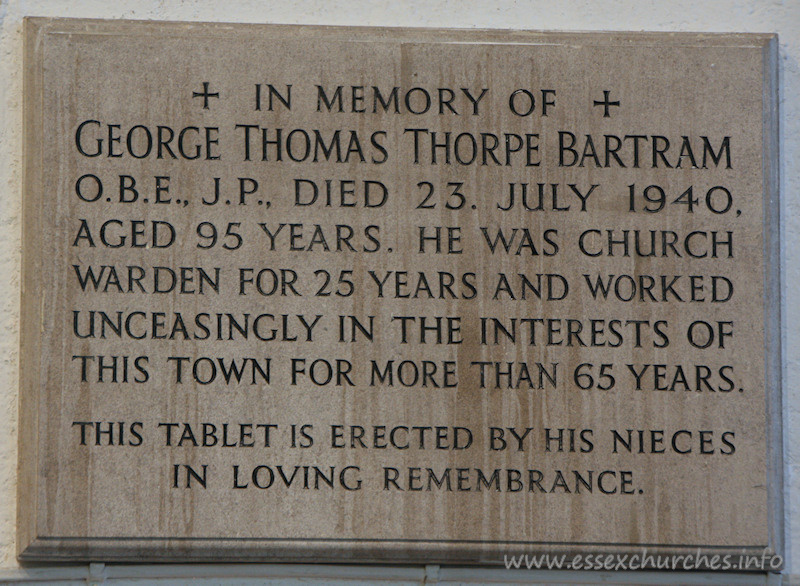 + IN MEMORY OF +
GEORGE THOMAS THORPE BARTRAM
O.B.E., J.P., DIED 23. JULY 1940,
AGED 95 YEARS. HE WAS CHURCH
WARDEN FOR 25 YEARS AND WORKED
UNCEASINGLY IN THE INTERESTS OF
THIS TOWN FOR MORE THAN 65 YEARS.
THIS TABLET IS ERECTED BY HIS NIECES
IN LOVING REMEMBRANCE.
www.essexchurches.info